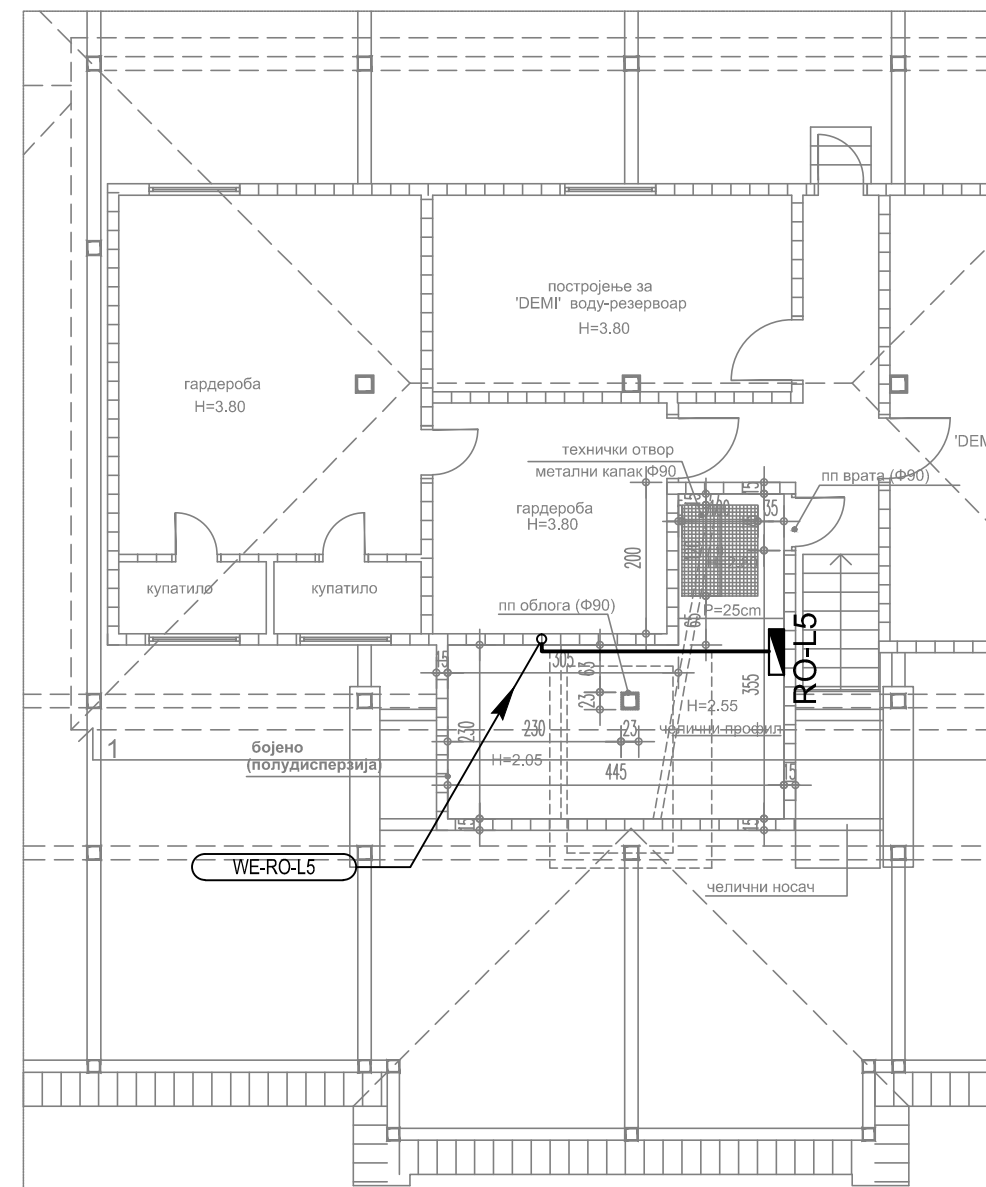 постројење за
'DEMI' воду-резервоар
H=3.80
гардероба
H=3.80
технички отвор
метални капак Ф90
'DEM
пп врата (Ф90)
15
35
гардероба
H=3.80
200
купатило
купатило
пп облога (Ф90)
P=25cm
65
RO-L5
305
63
355
23
H=2.55
230
230
23
челични профил
1
бојено
(полудисперзија)
H=2.05
445
15
15
15
WE-RO-L5
челични носач